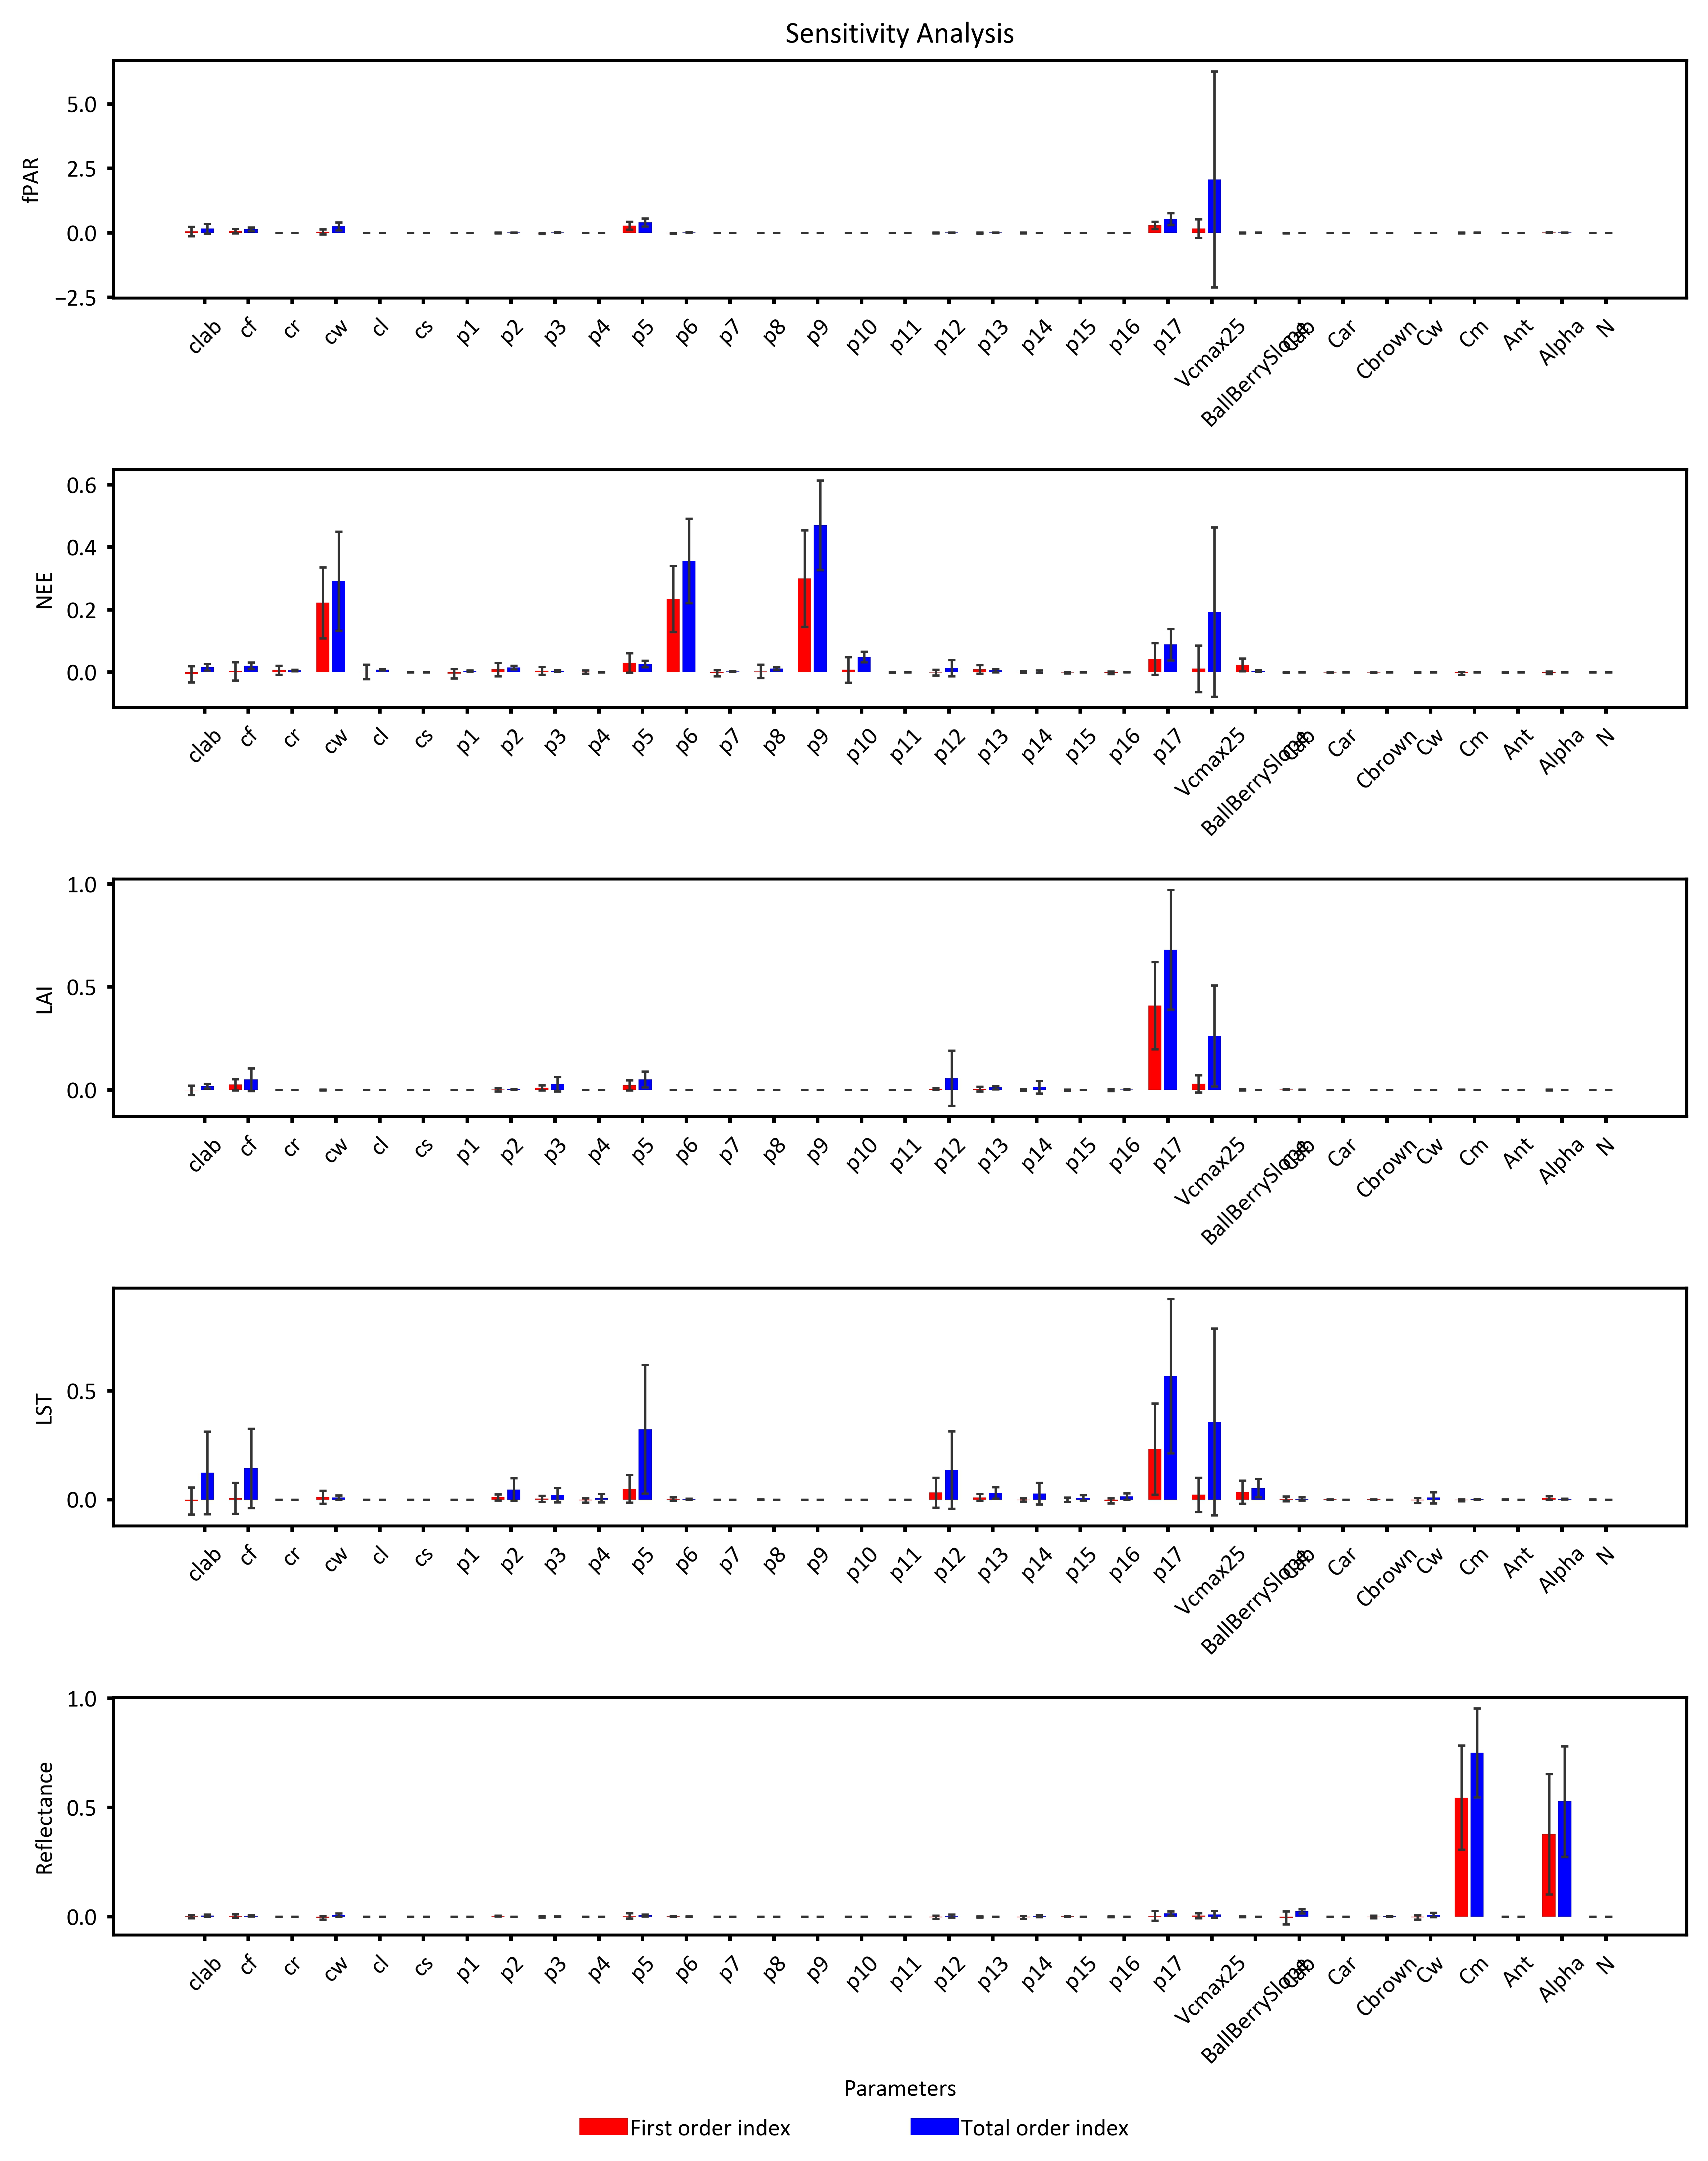 Sensitivity Analysis
fPAR
5.0
2.5
0.0
−2.5
clab cf cr cw cl cs p1 p2 p3 p4 p5 p6 p7 p8 p9 p10 p11 p12 p13 p14 p15 p16 p17 Vcmax25 BallBerrySlope Cab Car Cbrown Cw Cm Ant Alpha N
NEE
0.6
0.4
0.2
0.0
clab cf cr cw cl cs p1 p2 p3 p4 p5 p6 p7 p8 p9 p10 p11 p12 p13 p14 p15 p16 p17 Vcmax25 BallBerrySlope Cab Car Cbrown Cw Cm Ant Alpha N
LAI
1.0
0.5
0.0
clab cf cr cw cl cs p1 p2 p3 p4 p5 p6 p7 p8 p9 p10 p11 p12 p13 p14 p15 p16 p17 Vcmax25 BallBerrySlope Cab Car Cbrown Cw Cm Ant Alpha N
LST
0.5
0.0
clab cf cr cw cl cs p1 p2 p3 p4 p5 p6 p7 p8 p9 p10 p11 p12 p13 p14 p15 p16 p17 Vcmax25 BallBerrySlope Cab Car Cbrown Cw Cm Ant Alpha N
Reflectance
1.0
0.5
0.0
clab cf cr cw cl cs p1 p2 p3 p4 p5 p6 p7 p8 p9 p10 p11 p12 p13 p14 p15 p16 p17 Vcmax25 BallBerrySlope Cab Car Cbrown Cw Cm Ant Alpha N
Parameters
First order index
Total order index